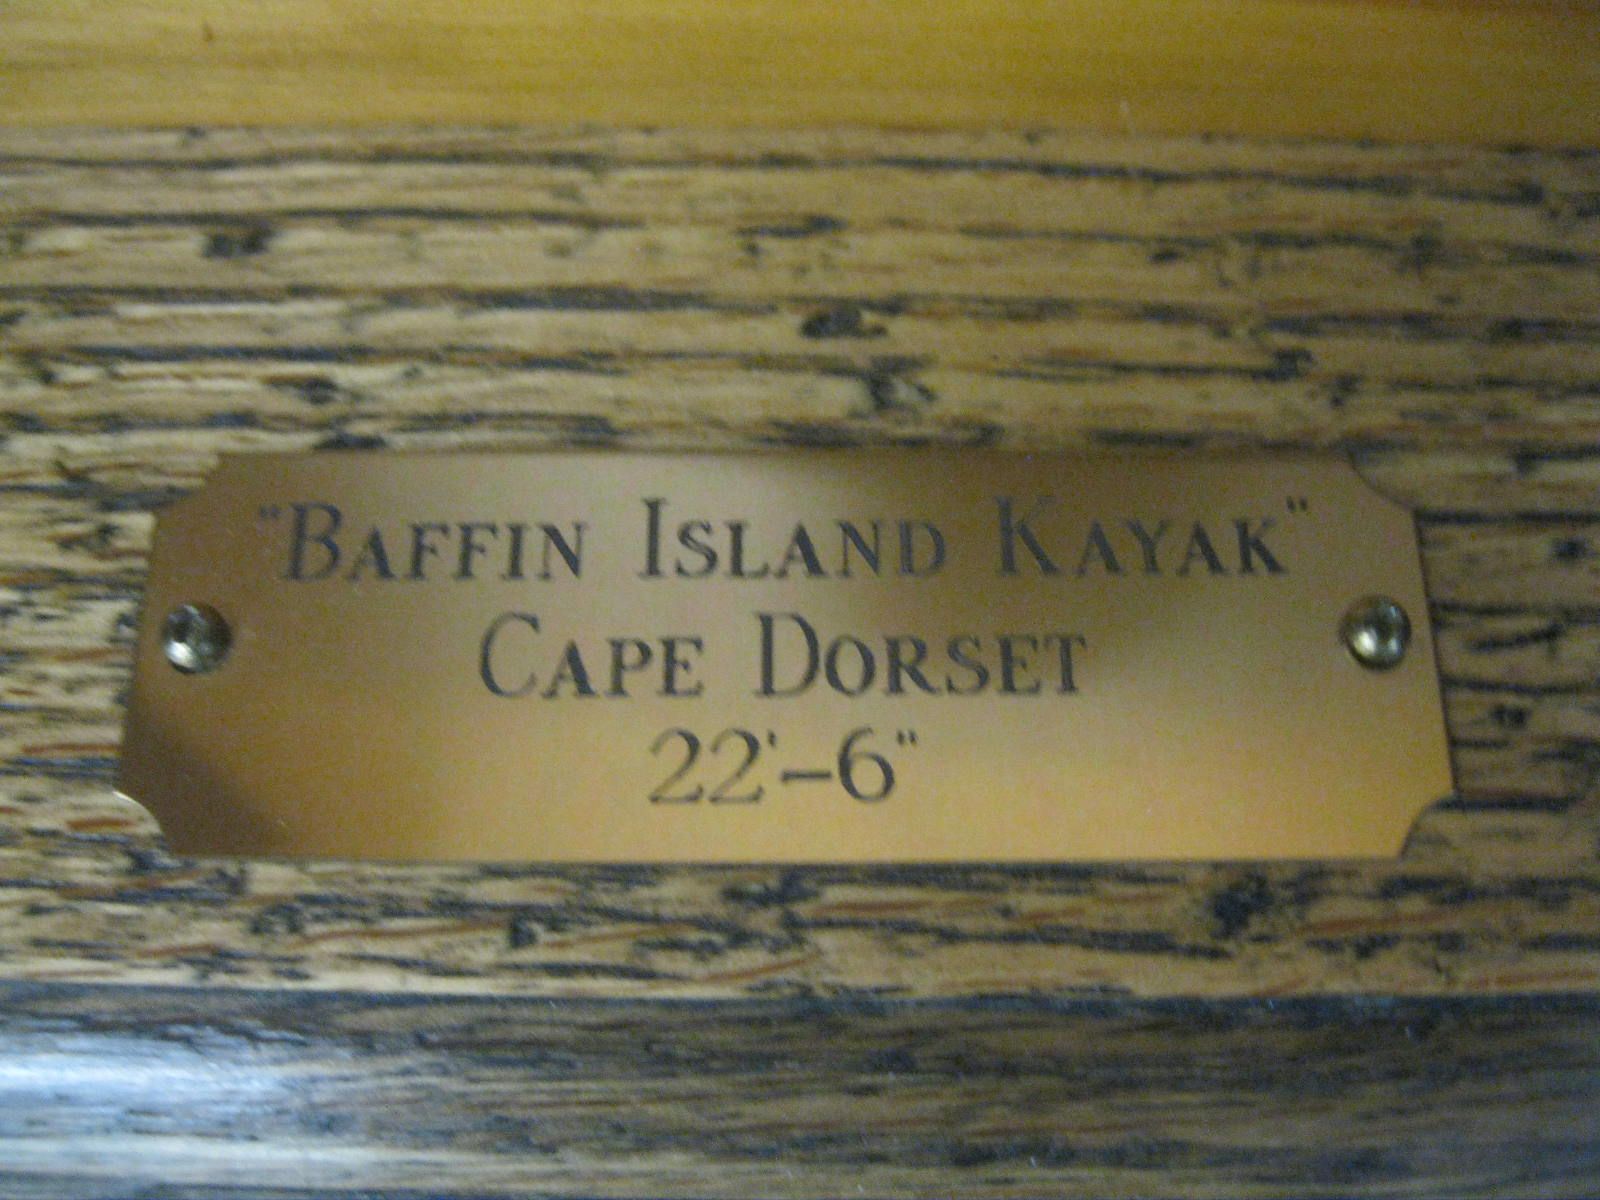 "BAFFIN ISLAND KAYAK"
CAPE DORSET
22'-6"